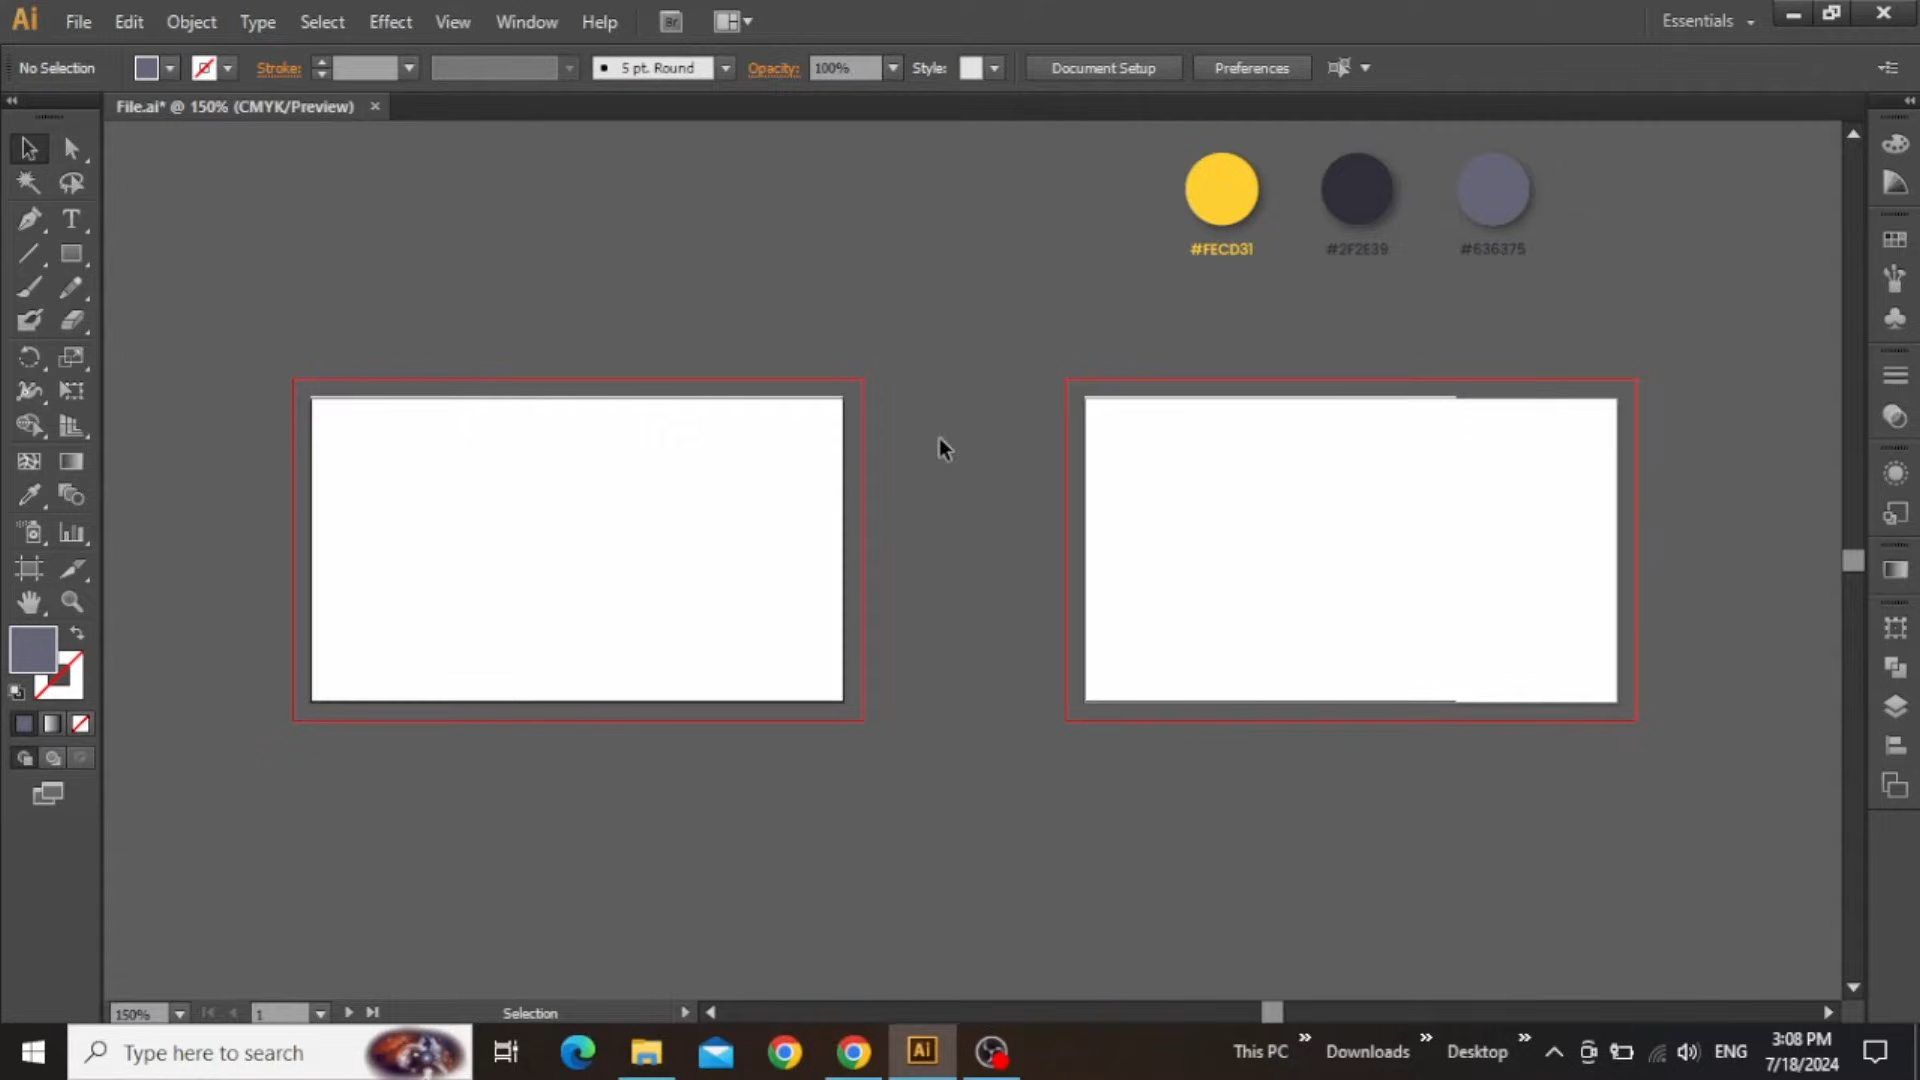 Ai File Edit Object Type Select Effect View Window Help Br Essentials
No Selection Stroke: 5 pt. Round Opacity: 100% Style: Document Setup Preferences
File.ai* @ 150% (CMYK/Preview) ×
T
#FECD31 #2F2E39 #636375
150% 1 Selection
Type here to search Ai This PC » Downloads » Desktop » ENG 3:08 PM
7/18/2024